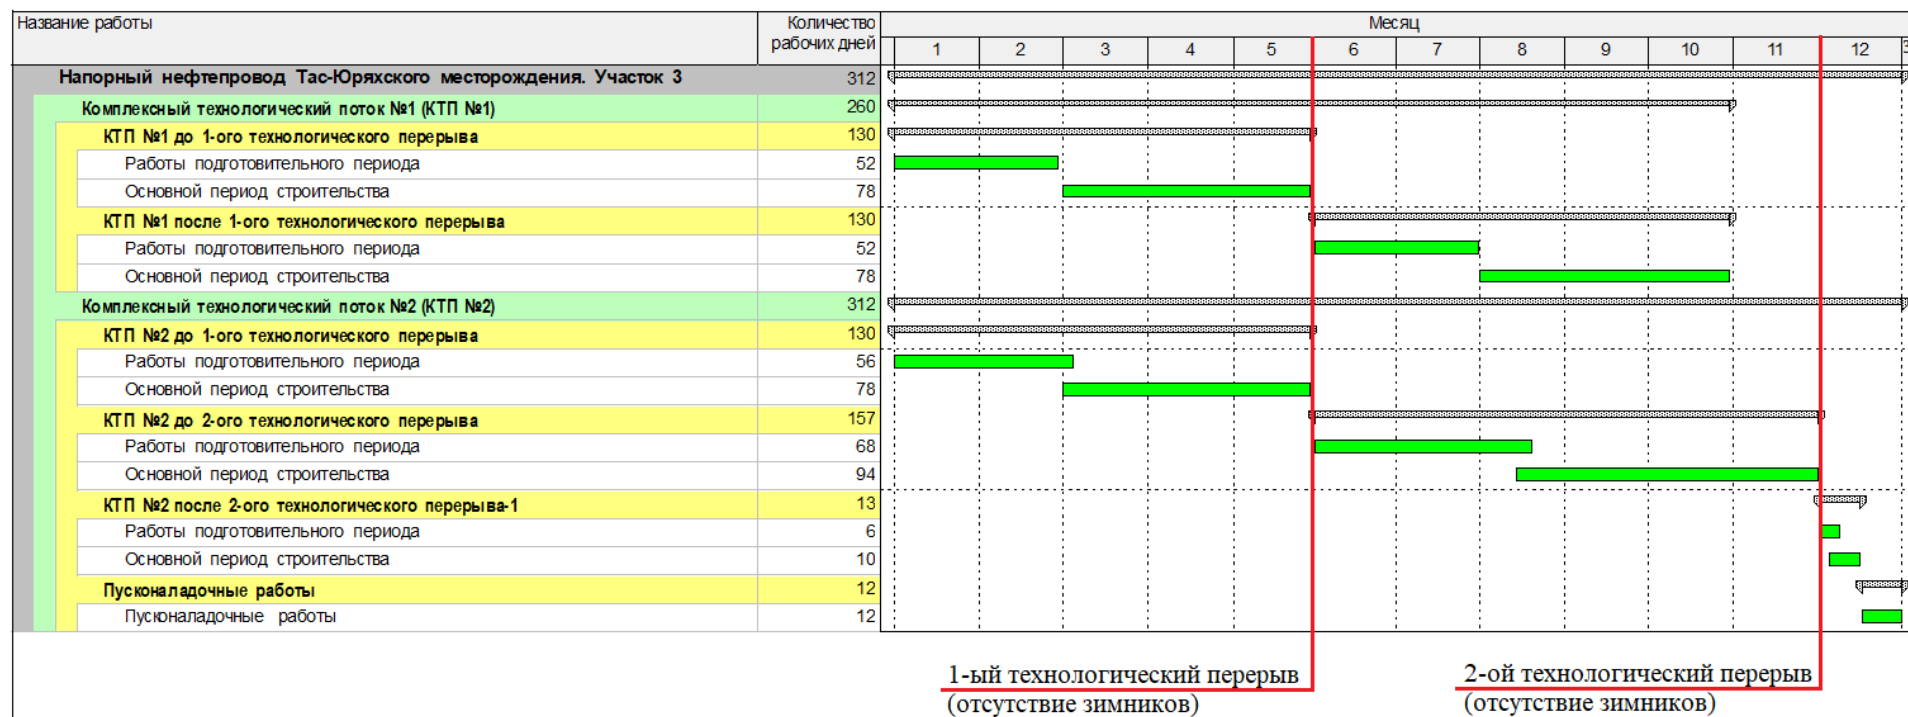 Название работы
Количество
рабочих дней
Месяц
1 2 3 4 5 6 7 8 9 10 11 12
Напорный нефтепровод Тас-Юряхского месторождения. Участок 3 312
Комплексный технологический поток №1 (КТП №1) 260
КТП №1 до 1-ого технологического перерыва 130
Работы подготовительного периода 52
Основной период строительства 78
КТП №1 после 1-ого технологического перерыва 130
Работы подготовительного периода 52
Основной период строительства 78
Комплексный технологический поток №2 (КТП №2) 312
КТП №2 до 1-ого технологического перерыва 130
Работы подготовительного периода 56
Основной период строительства 78
КТП №2 до 2-ого технологического перерыва 157
Работы подготовительного периода 68
Основной период строительства 94
КТП №2 после 2-ого технологического перерыва-1 13
Работы подготовительного периода 6
Основной период строительства 10
Пусконаладочные работы 12
Пусконаладочные работы 12
1-ый технологический перерыв
(отсутствие зимников)
2-ой технологический перерыв
(отсутствие зимников)